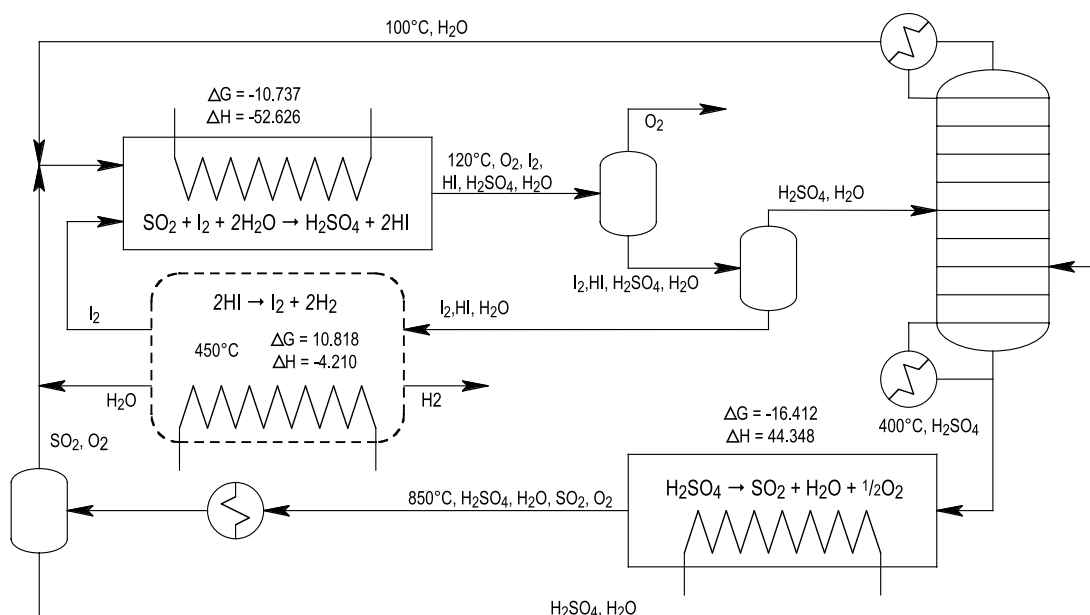 100°C, H₂O
ΔG = -10.737
ΔH = -52.626
O₂
120°C, O₂, I₂,
HI, H₂SO₄, H₂O
H₂SO₄, H₂O
SO₂ + I₂ + 2H₂O → H₂SO₄ + 2HI
I₂,HI, H₂SO₄, H₂O
2HI → I₂ + 2H₂
I₂
I₂,HI, H₂O
450°C
ΔG = 10.818
ΔH = -4.210
H₂O
H2
ΔG = -16.412
ΔH = 44.348
400°C, H₂SO₄
SO₂, O₂
850°C, H₂SO₄, H₂O, SO₂, O₂
H₂SO₄ → SO₂ + H₂O + ½O₂
H₂SO₄, H₂O